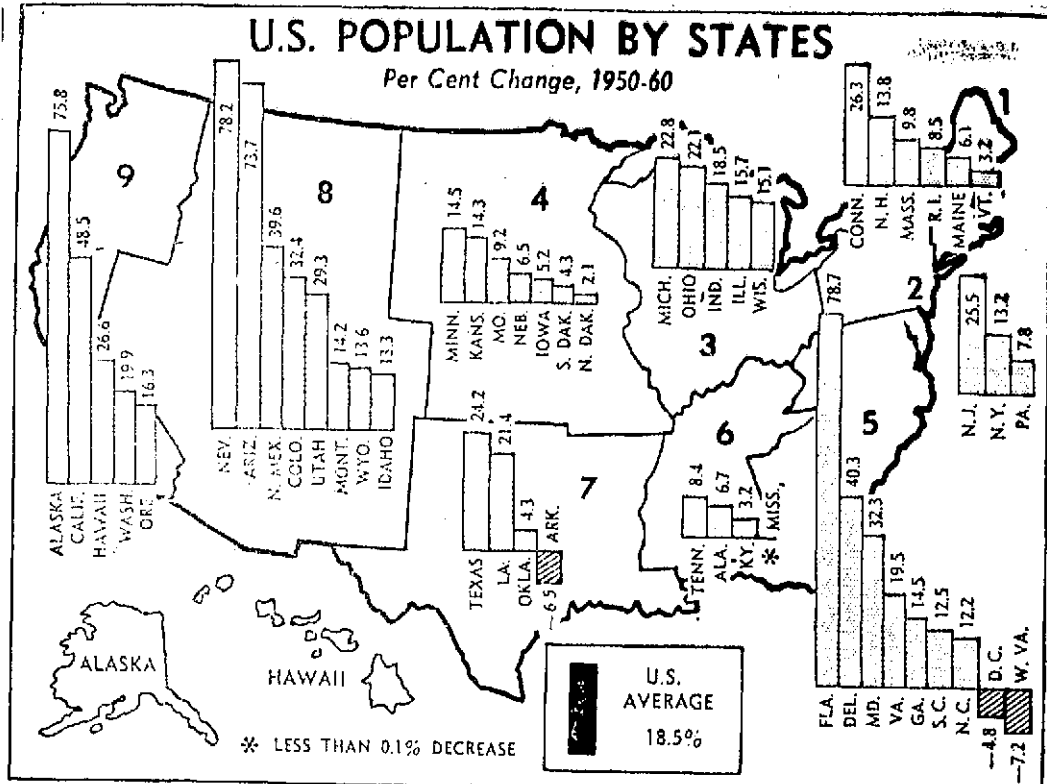 U.S. POPULATION BY STATES
Per Cent Change, 1950-60
9
75.8
48.5
26.6
19.9
16.3
ALASKA
CALIF.
HAWAII
WASH.
ORE.
8
78.2
73.7
39.6
32.4
29.3
14.2
13.6
13.3
NEV.
ARIZ.
N. MEX.
COLO.
UTAH
MONT.
WYO.
IDAHO
4
14.5
14.3
9.2
6.5
5.2
4.3
2.1
MINN.
KANS.
MO.
NEB.
IOWA
S. DAK.
N. DAK.
3
22.8
22.1
18.5
15.7
15.1
MICH.
OHIO
IND.
ILL.
WIS.
1
26.3
13.8
9.8
8.5
6.1
3.2
CONN.
N. H.
MASS.
R.I.
MAINE
VT.
2
25.5
13.2
7.8
N.J.
N.Y.
PA.
7
24.2
21.4
4.3
—6.5
TEXAS
LA.
OKLA.
ARK.
6
8.4
6.7
3.2
*
TENN.
ALA.
KY.
MISS.,
5
78.7
40.3
32.3
19.5
14.5
12.5
12.2
—4.8
—7.2
FLA.
DEL.
MD.
VA.
GA.
S.C.
N.C.
D.C.
W. VA.
ALASKA
HAWAII
* LESS THAN 0.1% DECREASE
U.S.
AVERAGE
18.5%